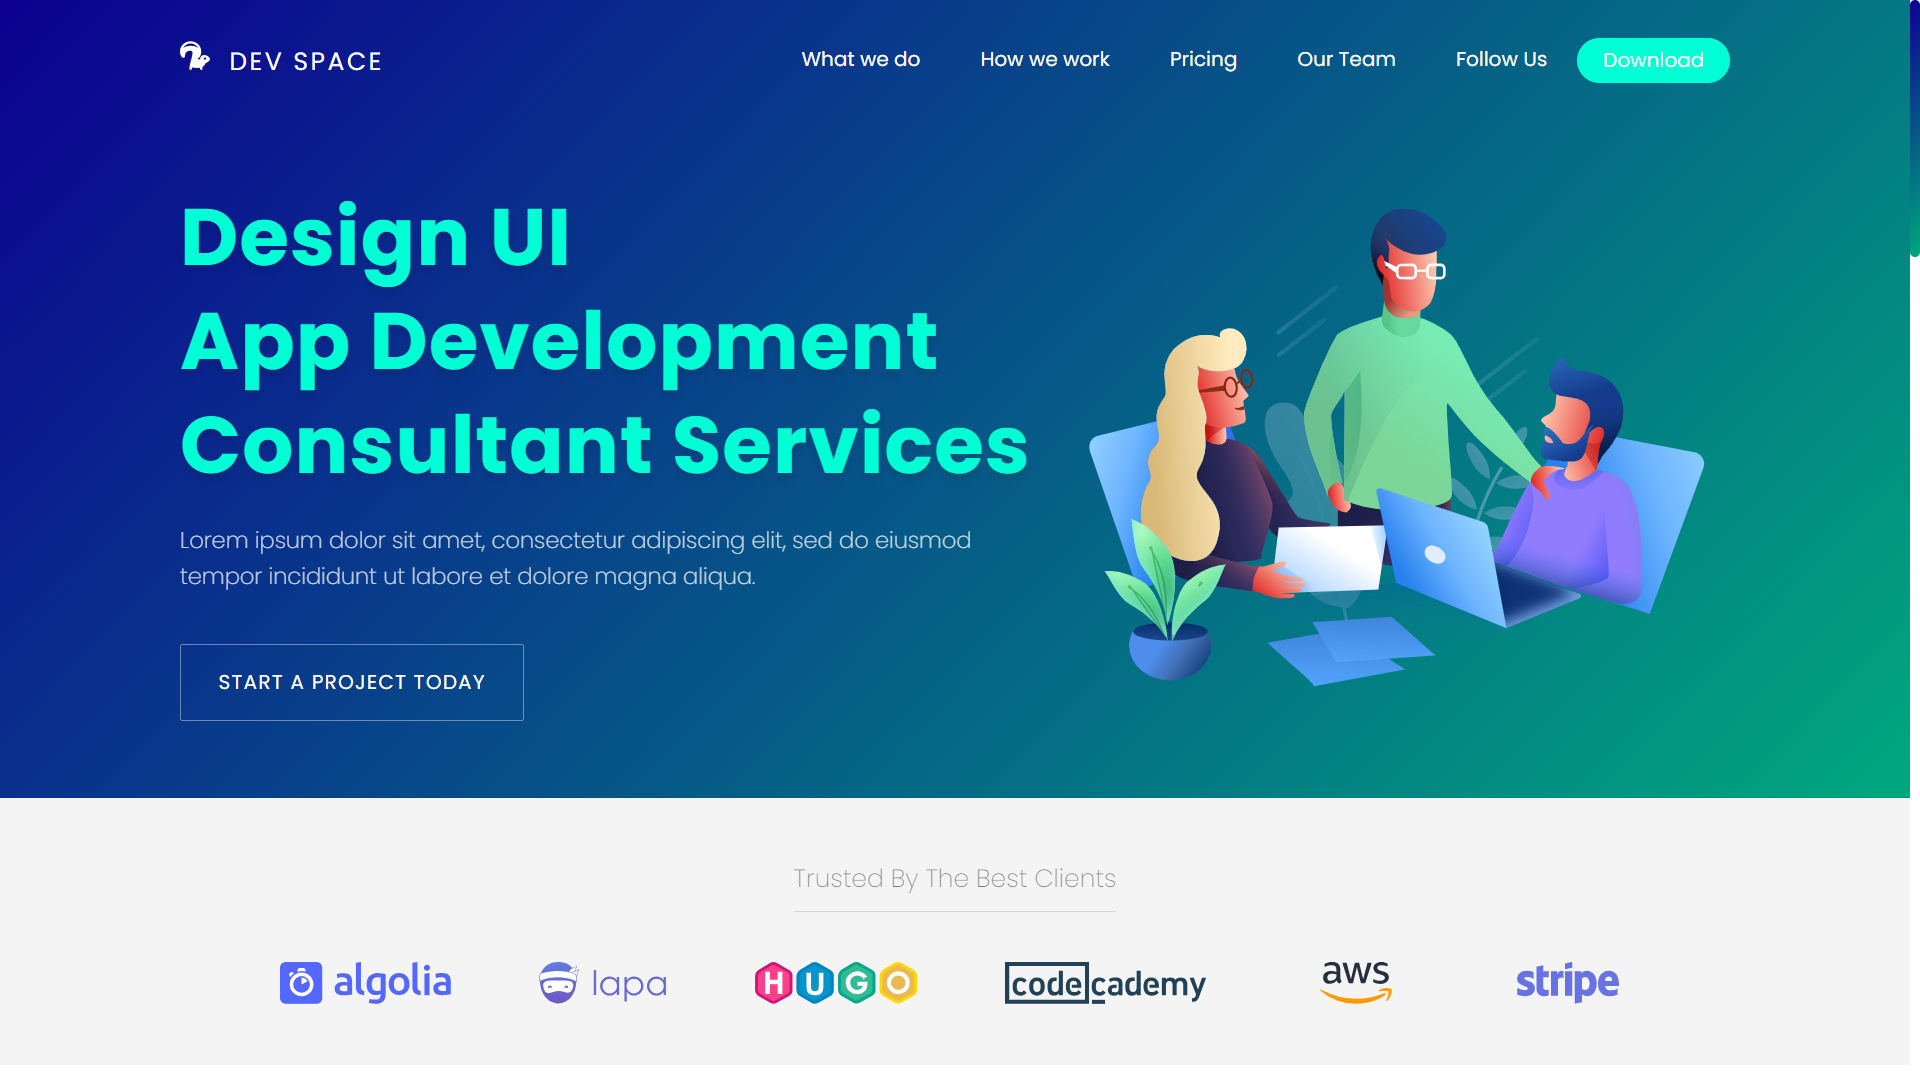 DEV SPACE
What we do
How we work
Pricing
Our Team
Follow Us
Download
Design UI
App Development
Consultant Services
Lorem ipsum dolor sit amet, consectetur adipiscing elit, sed do eiusmod
tempor incididunt ut labore et dolore magna aliqua.
START A PROJECT TODAY
Trusted By The Best Clients
algolia
lapa
HUGO
codecademy
aws
stripe